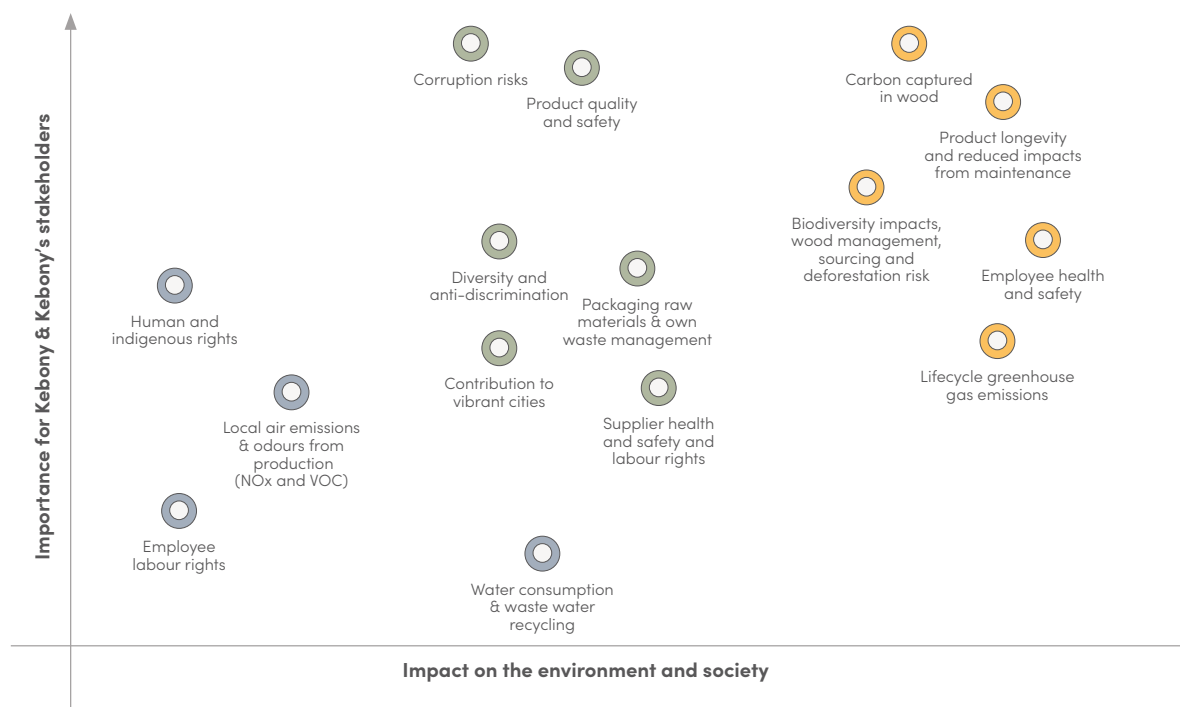 Importance for Kebony & Kebony's stakeholders
Corruption risks
Product quality
and safety
Carbon captured
in wood
Product longevity
and reduced impacts
from maintenance
Biodiversity impacts,
wood management,
sourcing and
deforestation risk
Employee health
and safety
Diversity and
anti-discrimination
Packaging raw
materials & own
waste management
Human and
indigenous rights
Contribution to
vibrant cities
Lifecycle greenhouse
gas emissions
Local air emissions
& odours from
production
(NOx and VOC)
Supplier health
and safety and
labour rights
Employee
labour rights
Water consumption
& waste water
recycling
Impact on the environment and society